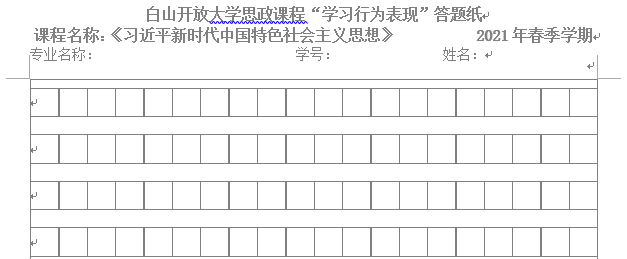 白山开放大学思政课程“学习行为表现”答题纸
课程名称：《习近平新时代中国特色社会主义思想》 2021年春季学期
专业名称： 学号： 姓名：